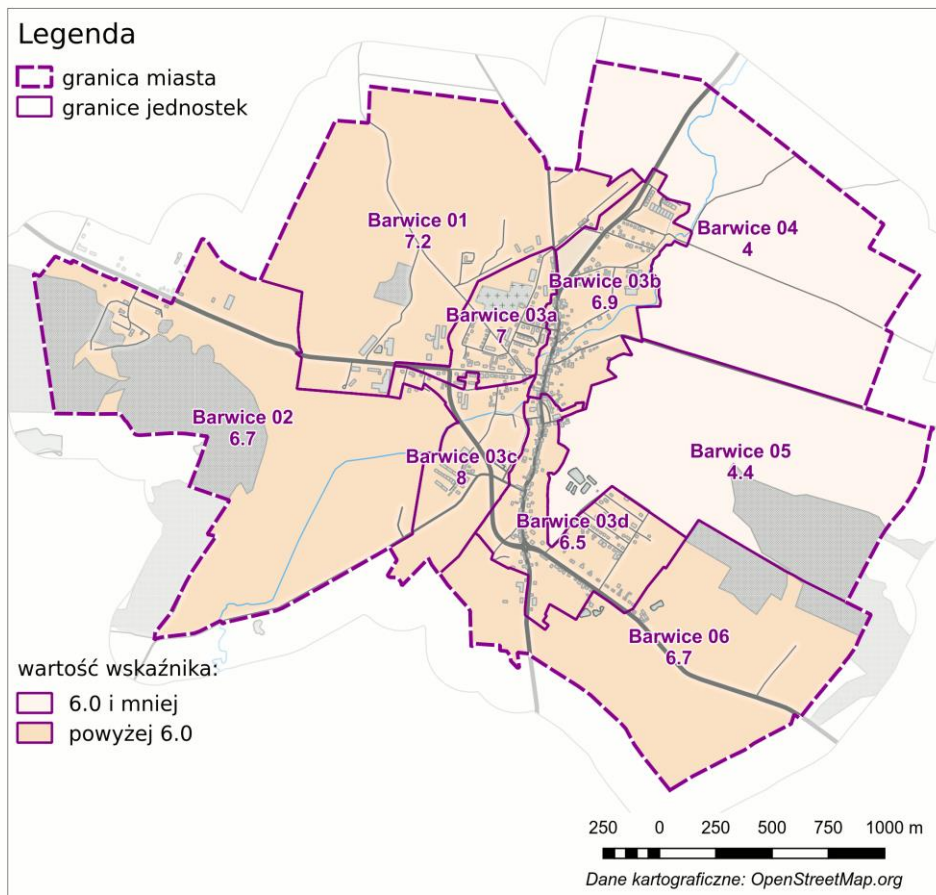 Legenda
granica miasta
granice jednostek
Barwice 01
7.2
Barwice 04
4
Barwice 03b
6.9
Barwice 03a
7
Barwice 02
6.7
Barwice 03c
8
Barwice 05
4.4
Barwice 03d
6.5
Barwice 06
6.7
wartość wskaźnika:
6.0 i mniej
powyżej 6.0
250 0 250 500 750 1000 m
Dane kartograficzne: OpenStreetMap.org